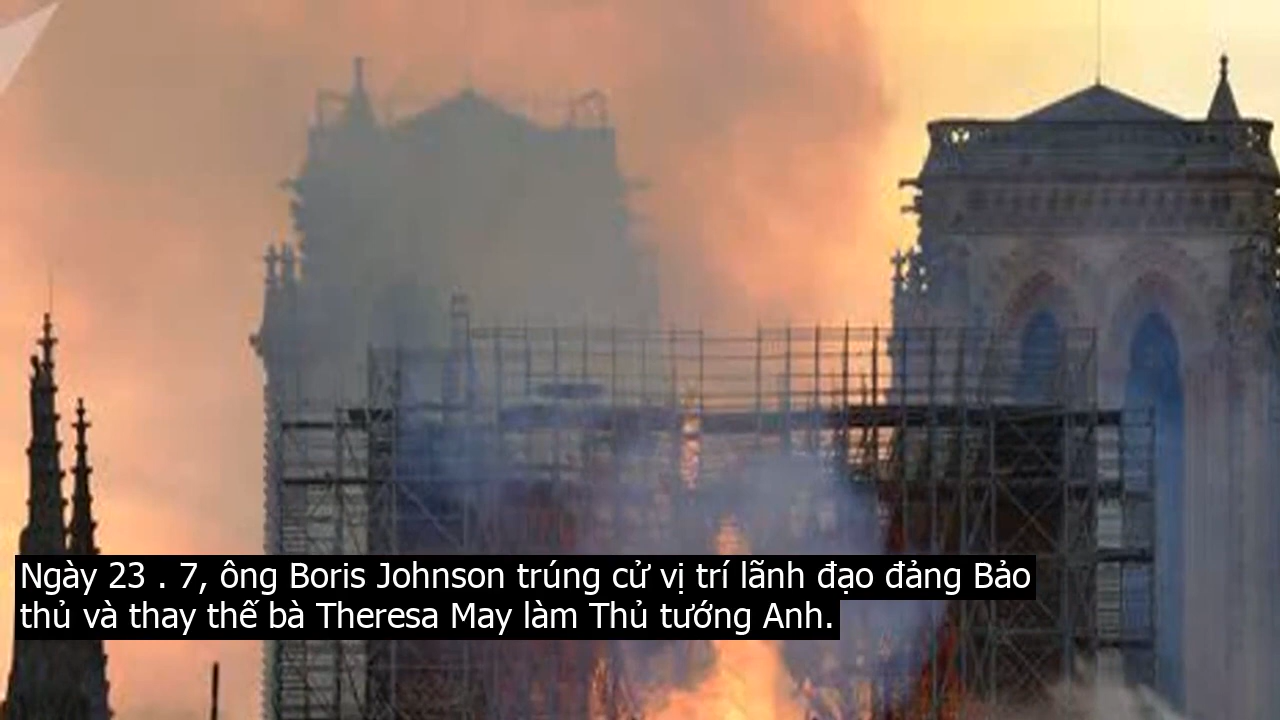 Ngày 23 . 7, ông Boris Johnson trúng cử vị trí lãnh đạo đảng Bảo
thủ và thay thế bà Theresa May làm Thủ tướng Anh.